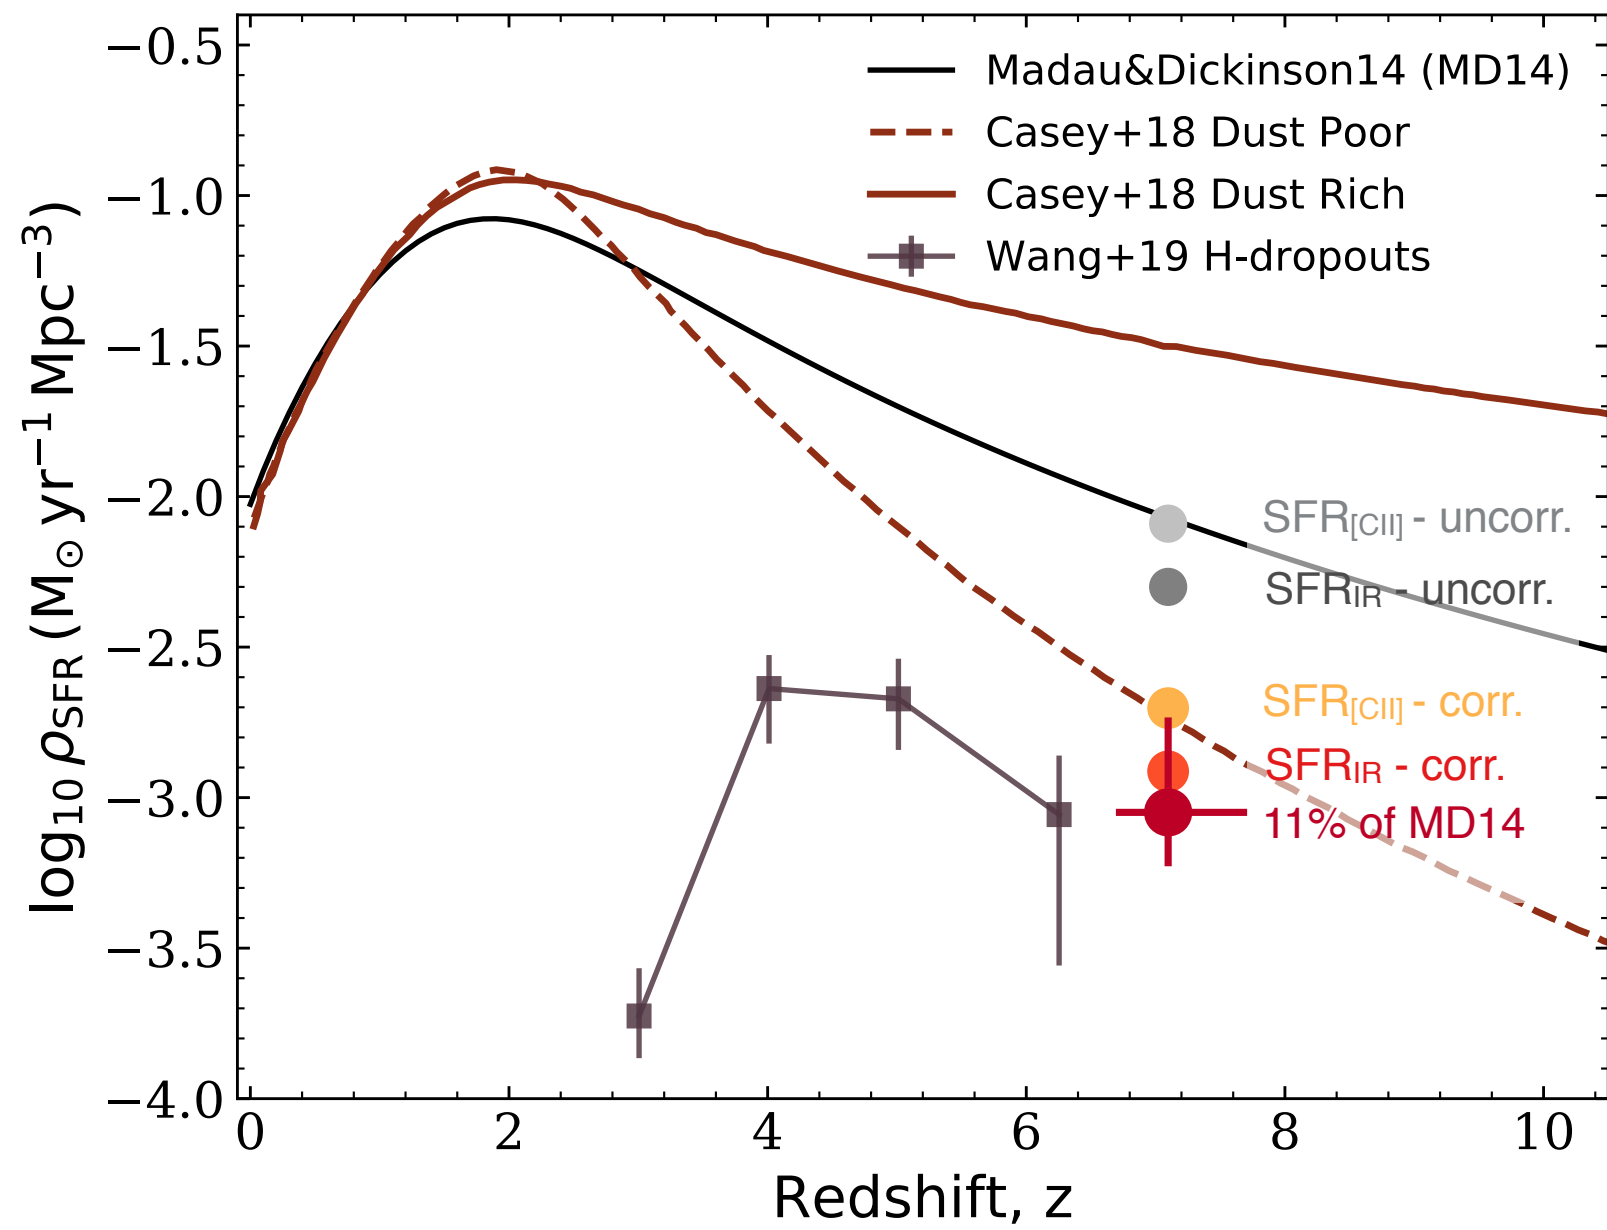 −0.5
−1.0
−1.5
−2.0
−2.5
−3.0
−3.5
−4.0
log₁₀ ρSFR (M⊙ yr⁻¹ Mpc⁻³)
Madau&Dickinson14 (MD14)
Casey+18 Dust Poor
Casey+18 Dust Rich
Wang+19 H-dropouts
SFR[CII] - uncorr.
SFRIR - uncorr.
SFR[CII] - corr.
SFRIR - corr.
11% of MD14
0 2 4 6 8 10
Redshift, z